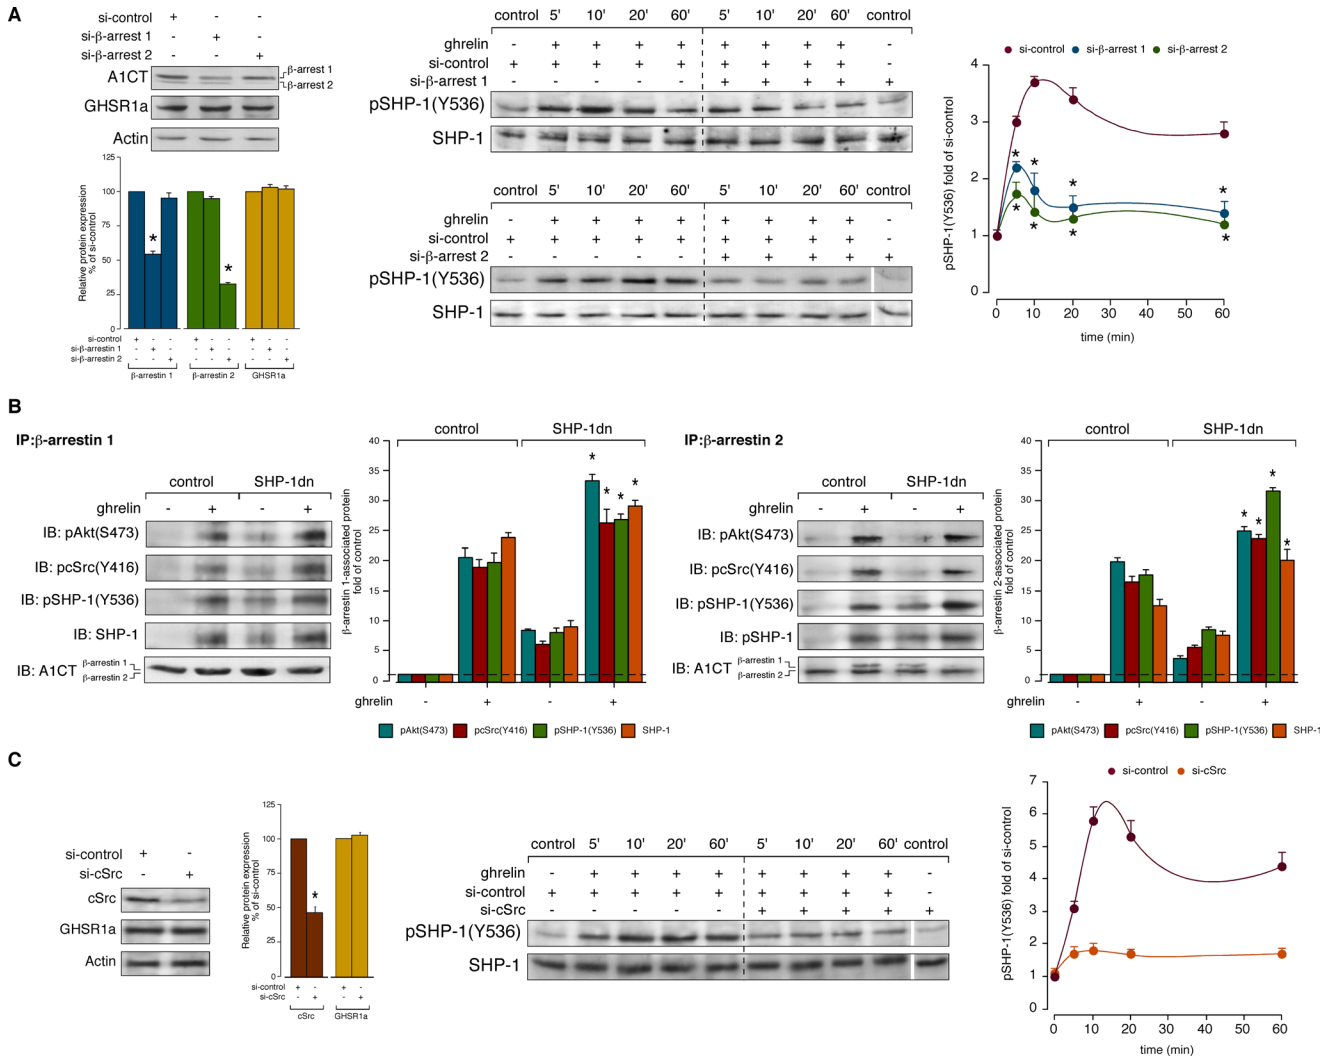 A
si-control + - -
si-β-arrest 1 - + -
si-β-arrest 2 - - +
A1CT
β-arrest 1
β-arrest 2
GHSR1a
Actin
Relative protein expression
% of si-control
125
100
75
50
25
0
*
*
si-control + - - + - - + - -
si-β-arrestin 1 - + - - + - - + -
si-β-arrestin 2 - - + - - + - - +
β-arrestin 1 β-arrestin 2 GHSR1a
control 5' 10' 20' 60' 5' 10' 20' 60' control
ghrelin - + + + + + + + + -
si-control + + + + + + + + + -
si-β-arrest 1 - - - - - + + + + +
pSHP-1(Y536)
SHP-1
control 5' 10' 20' 60' 5' 10' 20' 60' control
ghrelin - + + + + + + + + -
si-control + + + + + + + + + -
si-β-arrest 2 - - - - - + + + + +
pSHP-1(Y536)
SHP-1
si-control si-β-arrest 1 si-β-arrest 2
pSHP-1(Y536) fold of si-control
4
3
2
1
0
* * * *
* * * *
0 10 20 30 40 50 60
time (min)
B
IP:β-arrestin 1
control SHP-1dn
ghrelin - + - +
IB: pAkt(S473)
IB: pcSrc(Y416)
IB: pSHP-1(Y536)
IB: SHP-1
IB: A1CT
β-arrestin 1
β-arrestin 2
β-arrestin 1-associated protein
fold of control
40
35
30
25
20
15
10
5
0
control SHP-1dn
* * * *
ghrelin - + - +
pAkt(S473) pcSrc(Y416) pSHP-1(Y536) SHP-1
IP:β-arrestin 2
control SHP-1dn
ghrelin - + - +
IB: pAkt(S473)
IB: pcSrc(Y416)
IB: pSHP-1(Y536)
IB: pSHP-1
IB: A1CT
β-arrestin 1
β-arrestin 2
β-arrestin 2-associated protein
fold of control
40
35
30
25
20
15
10
5
0
control SHP-1dn
* * * *
ghrelin - + - +
pAkt(S473) pcSrc(Y416) pSHP-1(Y536) SHP-1
C
si-control + -
si-cSrc - +
cSrc
GHSR1a
Actin
Relative protein expression
% of si-control
125
100
75
50
25
0
*
si-control + - + -
si-cSrc - + - +
cSrc GHSR1a
control 5' 10' 20' 60' 5' 10' 20' 60' control
ghrelin - + + + + + + + + -
si-control + + + + + + + + + -
si-cSrc - - - - - + + + + +
pSHP-1(Y536)
SHP-1
si-control si-cSrc
pSHP-1(Y536) fold of si-control
7
6
5
4
3
2
1
0
0 10 20 30 40 50 60
time (min)